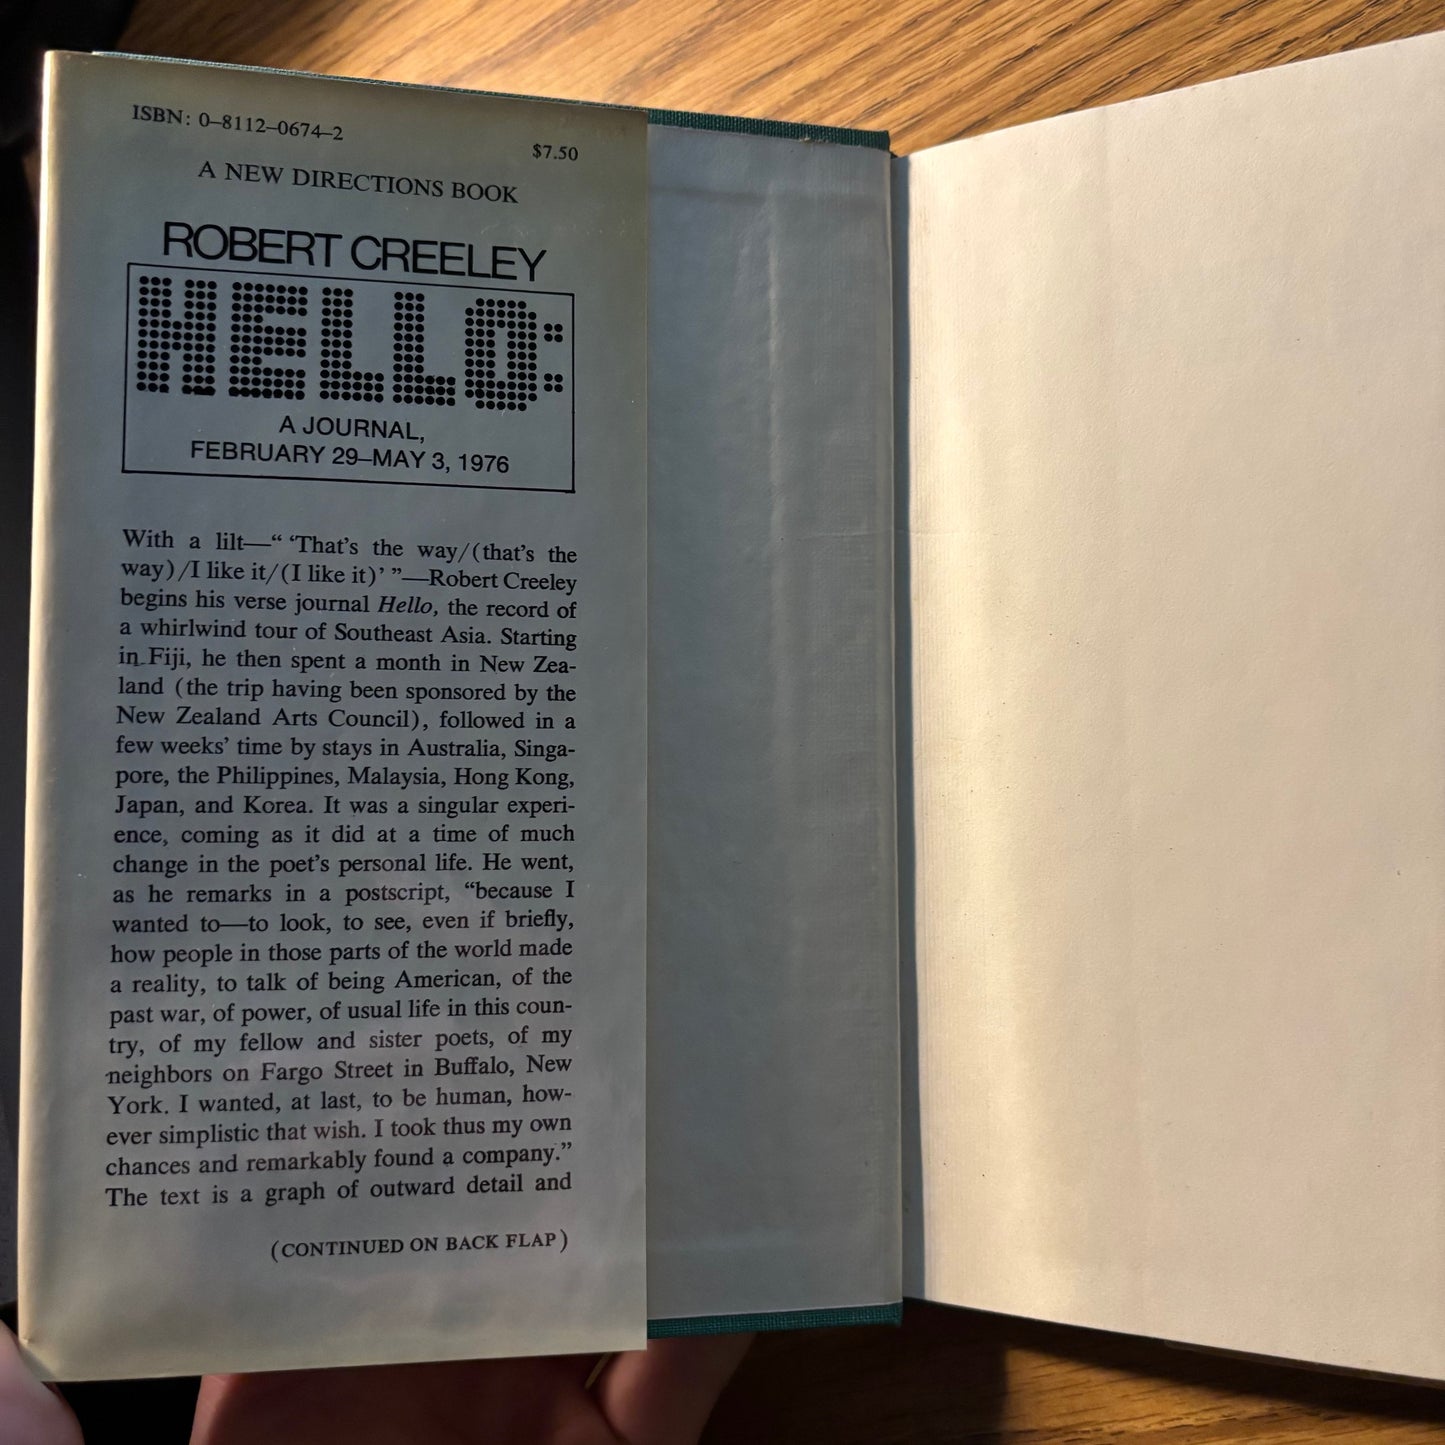 ISBN: 0–8112–0674–2
$7.50
A NEW DIRECTIONS BOOK
ROBERT CREELEY
HELLO:
A JOURNAL,
FEBRUARY 29–MAY 3, 1976
With a lilt—“ ‘That’s the way/(that’s the
way)/I like it/(I like it)’ ”—Robert Creeley
begins his verse journal Hello, the record of
a whirlwind tour of Southeast Asia. Starting
in Fiji, he then spent a month in New Zea-
land (the trip having been sponsored by the
New Zealand Arts Council), followed in a
few weeks’ time by stays in Australia, Singa-
pore, the Philippines, Malaysia, Hong Kong,
Japan, and Korea. It was a singular experi-
ence, coming as it did at a time of much
change in the poet’s personal life. He went,
as he remarks in a postscript, “because I
wanted to—to look, to see, even if briefly,
how people in those parts of the world made
a reality, to talk of being American, of the
past war, of power, of usual life in this coun-
try, of my fellow and sister poets, of my
neighbors on Fargo Street in Buffalo, New
York. I wanted, at last, to be human, how-
ever simplistic that wish. I took thus my own
chances and remarkably found a company.”
The text is a graph of outward detail and
(CONTINUED ON BACK FLAP)